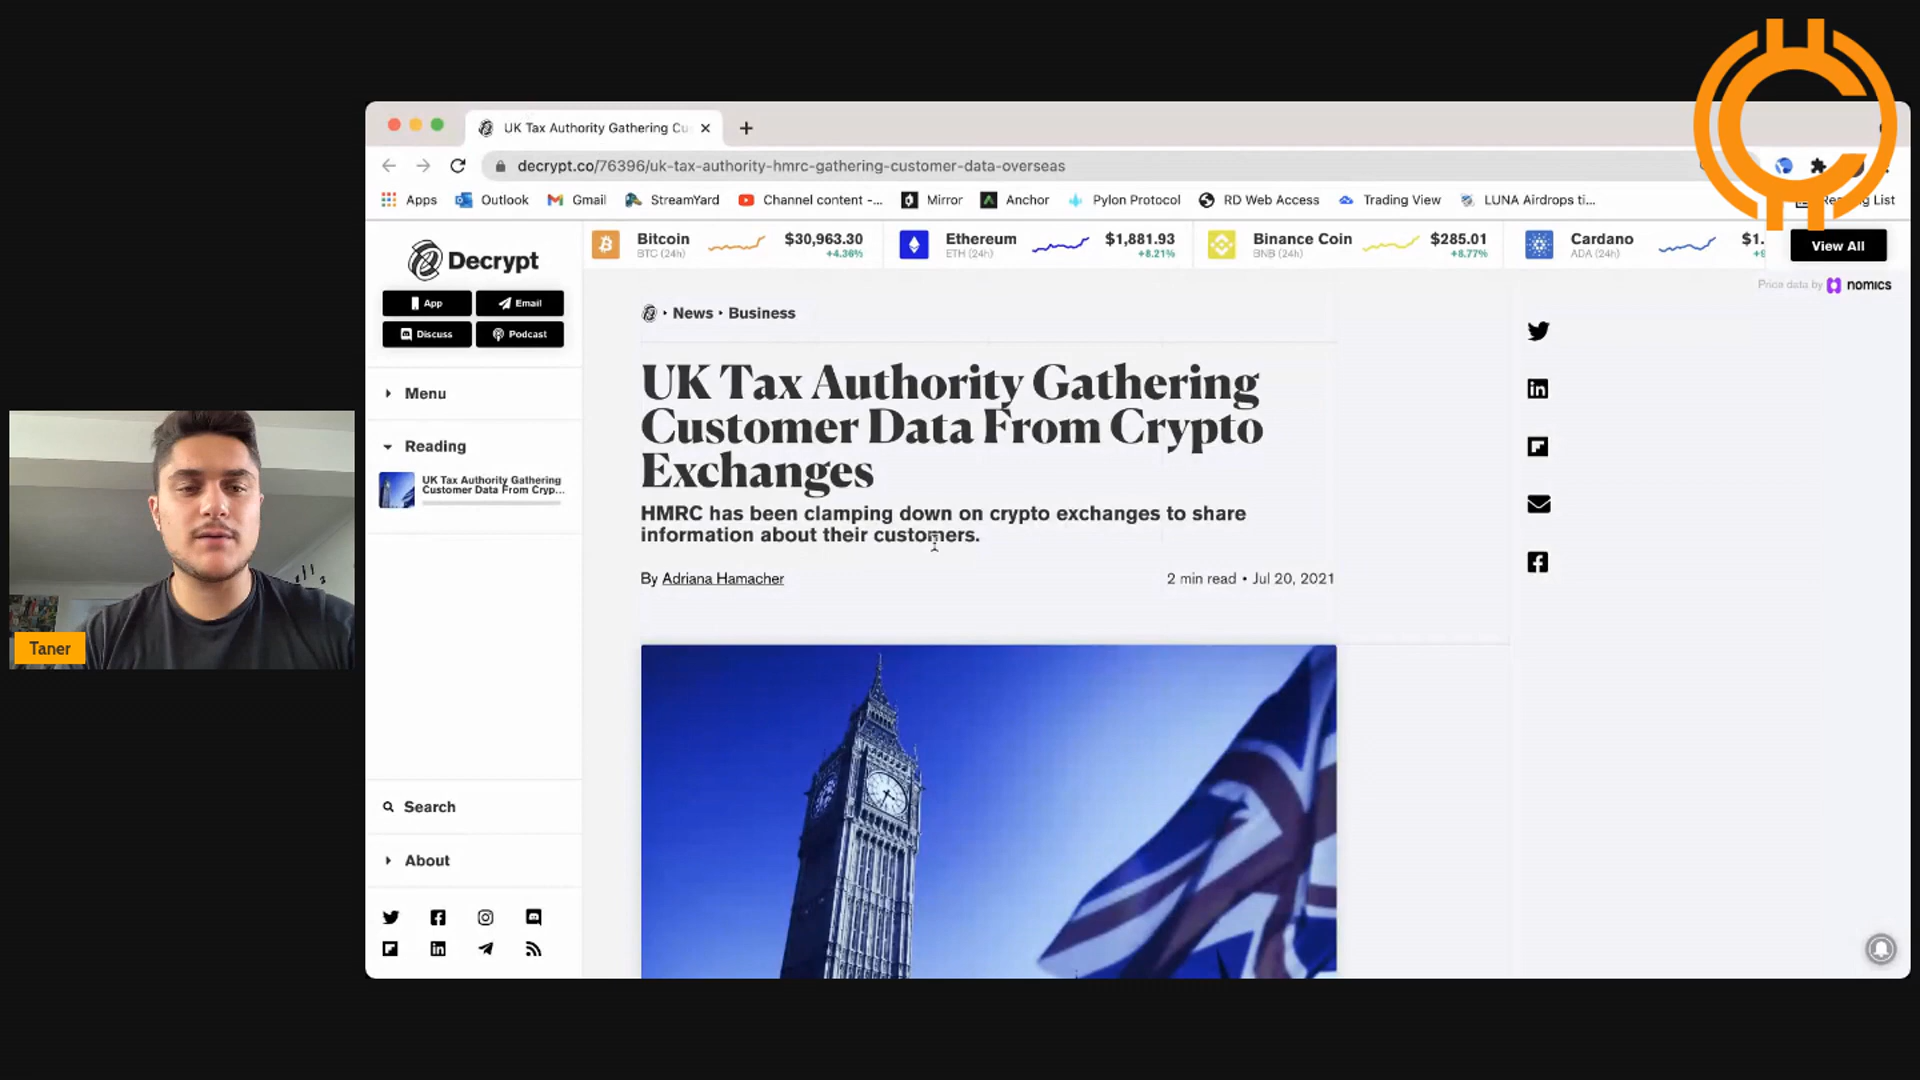 UK Tax Authority Gathering Cu
decrypt.co/76396/uk-tax-authority-hmrc-gathering-customer-data-overseas
Apps Outlook Gmail StreamYard Channel content -... Mirror Anchor Pylon Protocol RD Web Access Trading View LUNA Airdrops ti... List
Decrypt
App Email
Discuss Podcast
Menu
Reading
UK Tax Authority Gathering
Customer Data From Cryp...
Search
About
Bitcoin $30,963.30
BTC (24h) +4.36%
Ethereum $1,881.93
ETH (24h) +8.21%
Binance Coin $285.01
BNB (24h) +8.77%
Cardano $1.
ADA (24h)
View All
Price data by nomics
• News • Business
UK Tax Authority Gathering
Customer Data From Crypto
Exchanges
HMRC has been clamping down on crypto exchanges to share
information about their customers.
By Adriana Hamacher 2 min read • Jul 20, 2021
Taner